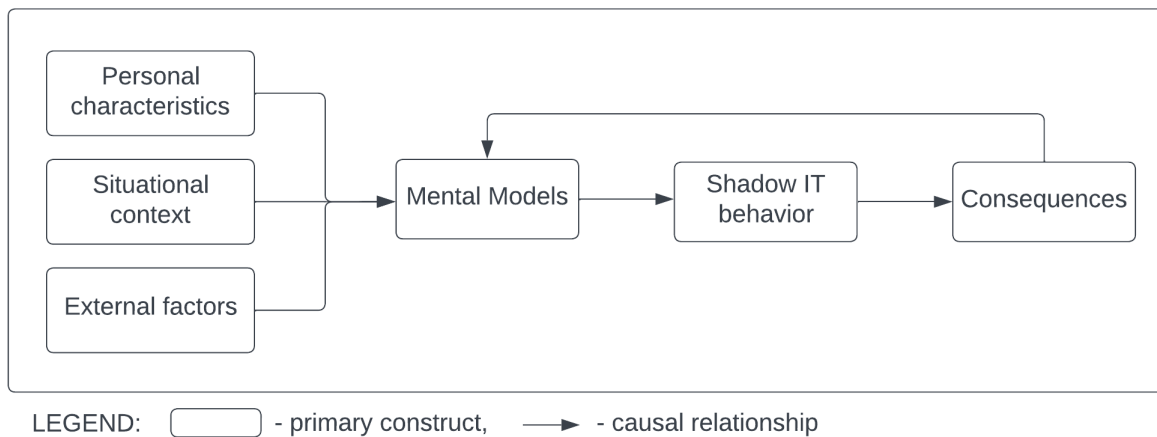 Personal
characteristics
Situational
context
External factors
Mental Models
Shadow IT
behavior
Consequences
LEGEND: - primary construct, - causal relationship